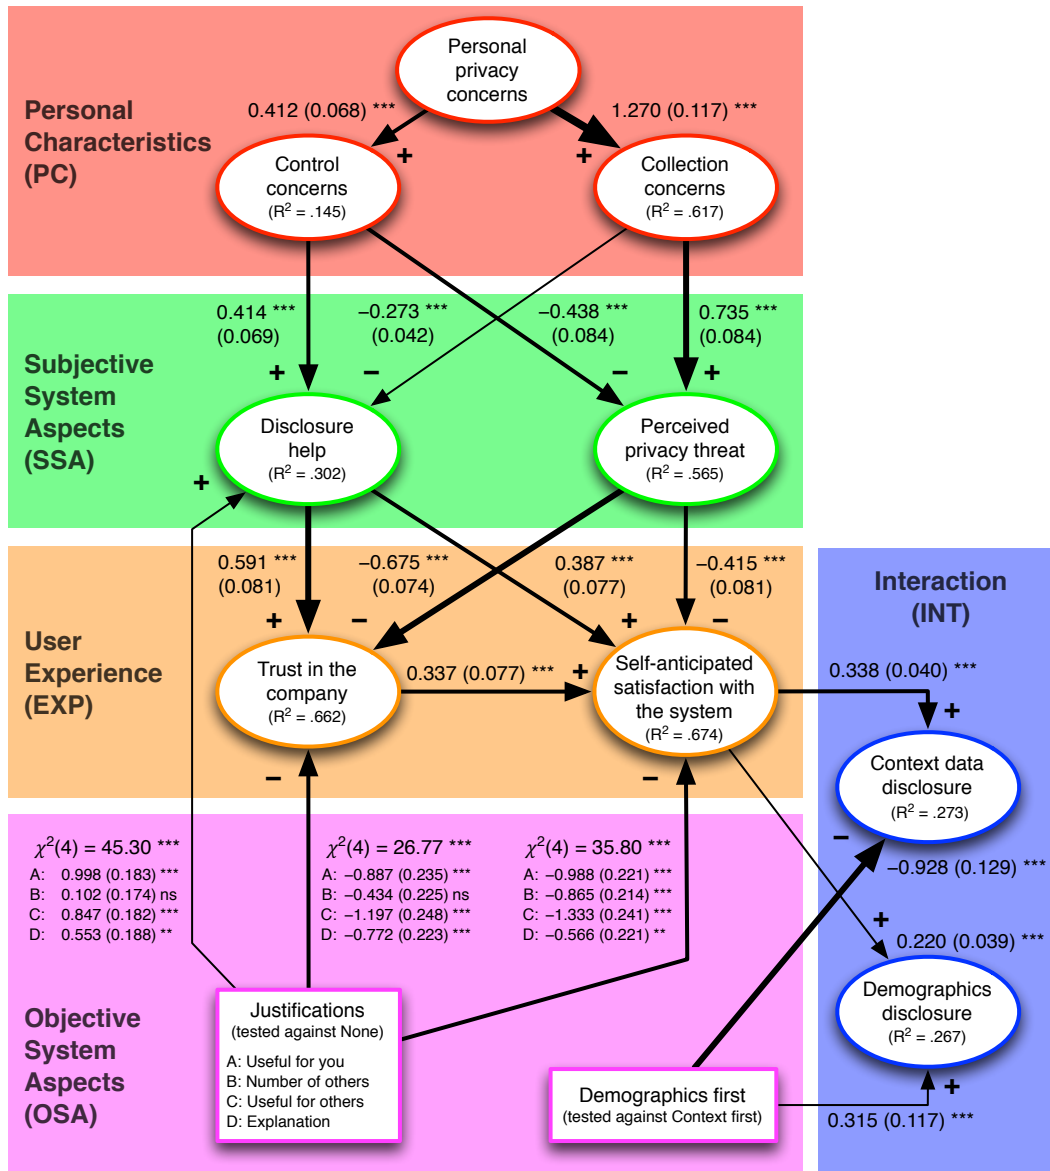 Personal
Characteristics
(PC)
Personal
privacy
concerns
0.412 (0.068) ***
1.270 (0.117) ***
+
+
Control
concerns
(R² = .145)
Collection
concerns
(R² = .617)
Subjective
System
Aspects
(SSA)
0.414 ***
(0.069)
−0.273 ***
(0.042)
−0.438 ***
(0.084)
0.735 ***
(0.084)
+
−
−
+
Disclosure
help
(R² = .302)
Perceived
privacy threat
(R² = .565)
+
User
Experience
(EXP)
0.591 ***
(0.081)
−0.675 ***
(0.074)
0.387 ***
(0.077)
−0.415 ***
(0.081)
+
−
+
−
Trust in the
company
(R² = .662)
0.337 (0.077) ***
+
Self-anticipated
satisfaction with
the system
(R² = .674)
−
−
Interaction
(INT)
0.338 (0.040) ***
+
Context data
disclosure
(R² = .273)
−
−0.928 (0.129) ***
+
0.220 (0.039) ***
Demographics
disclosure
(R² = .267)
+
0.315 (0.117) ***
Objective
System
Aspects
(OSA)
χ²(4) = 45.30 ***
A: 0.998 (0.183) ***
B: 0.102 (0.174) ns
C: 0.847 (0.182) ***
D: 0.553 (0.188) **
χ²(4) = 26.77 ***
A: −0.887 (0.235) ***
B: −0.434 (0.225) ns
C: −1.197 (0.248) ***
D: −0.772 (0.223) ***
χ²(4) = 35.80 ***
A: −0.988 (0.221) ***
B: −0.865 (0.214) ***
C: −1.333 (0.241) ***
D: −0.566 (0.221) **
Justifications
(tested against None)
A: Useful for you
B: Number of others
C: Useful for others
D: Explanation
Demographics first
(tested against Context first)